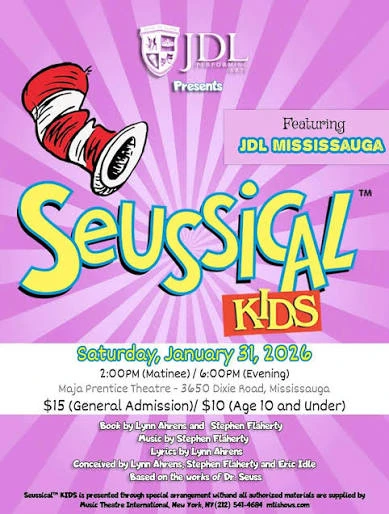 JDL
PERFORMING
ARTS
Presents
Featuring
JDL MISSISSAUGA
SEUSSICAL™
KIDS
Saturday, January 31, 2026
2:00PM (Matinee) / 6:00PM (Evening)
Maja Prentice Theatre - 3650 Dixie Road, Mississauga
$15 (General Admission)/ $10 (Age 10 and Under)
Book by Lynn Ahrens and Stephen Flaherty
Music by Stephen Flaherty
Lyrics by Lynn Ahrens
Conceived by Lynn Ahrens, Stephen Flaherty and Eric Idle
Based on the works of Dr. Seuss
Seussical™ KIDS is presented through special arrangement withand all authorized materials are supplied by
Music Theatre International, New York, NY (212) 541-4684 mtishows.com